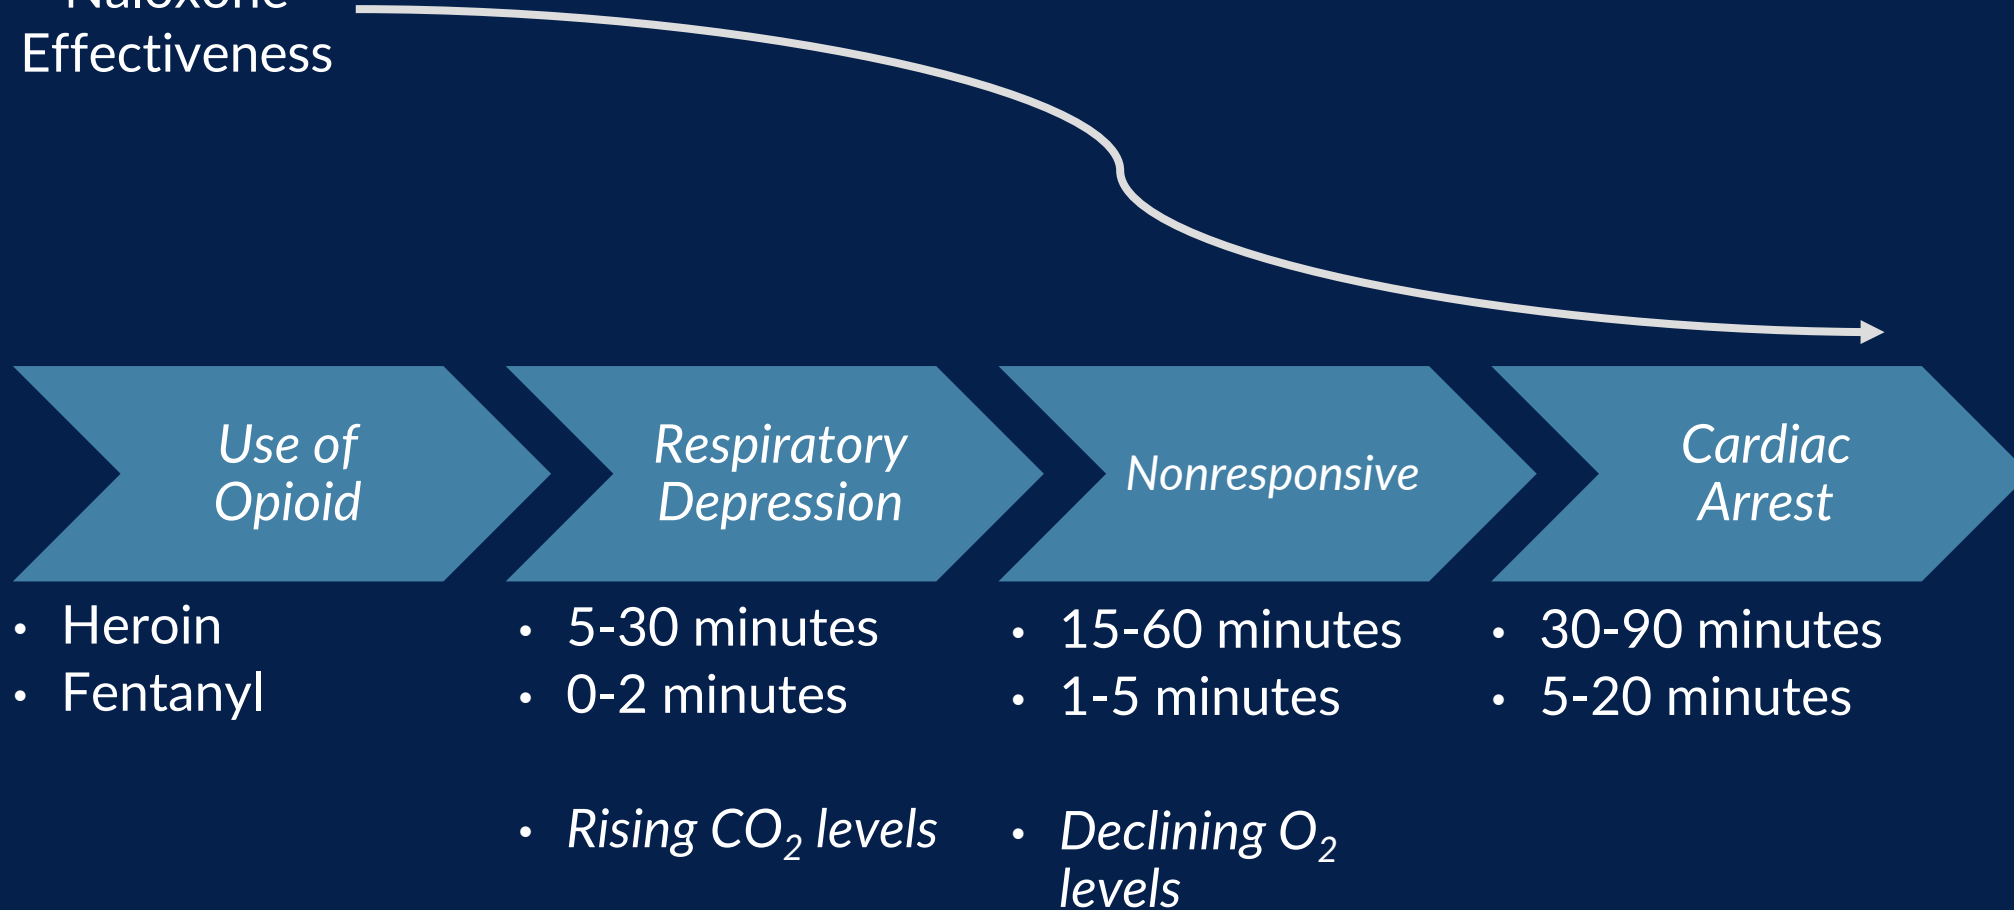 Naloxone
Effectiveness
Use of
Opioid
Respiratory
Depression
Nonresponsive
Cardiac
Arrest
• Heroin
• Fentanyl
• 5-30 minutes
• 0-2 minutes
• Rising CO₂ levels
• 15-60 minutes
• 1-5 minutes
• Declining O₂
levels
• 30-90 minutes
• 5-20 minutes